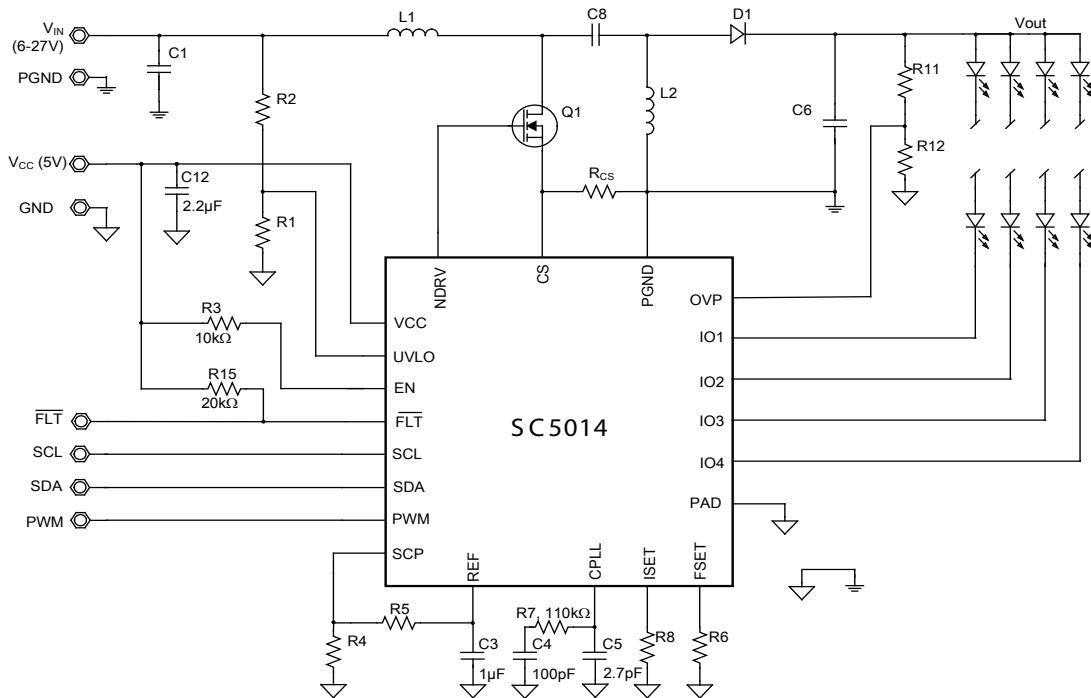 L1
C8
D1
VIN
(6-27V)
Vout
C1
PGND
R2
R11
L2
Q1
C6
R12
VCC (5V)
C12
2.2µF
RCS
GND
R1
NDRV
CS
PGND
OVP
R3
10kΩ
VCC
IO1
UVLO
R15
20kΩ
EN
IO2
FLT
FLT
SC5014
IO3
SCL
SCL
IO4
SDA
SDA
PAD
PWM
PWM
SCP
REF
CPLL
ISET
FSET
R5
R7, 110kΩ
R4
C3
1µF
C4
100pF
C5
2.7pF
R8
R6